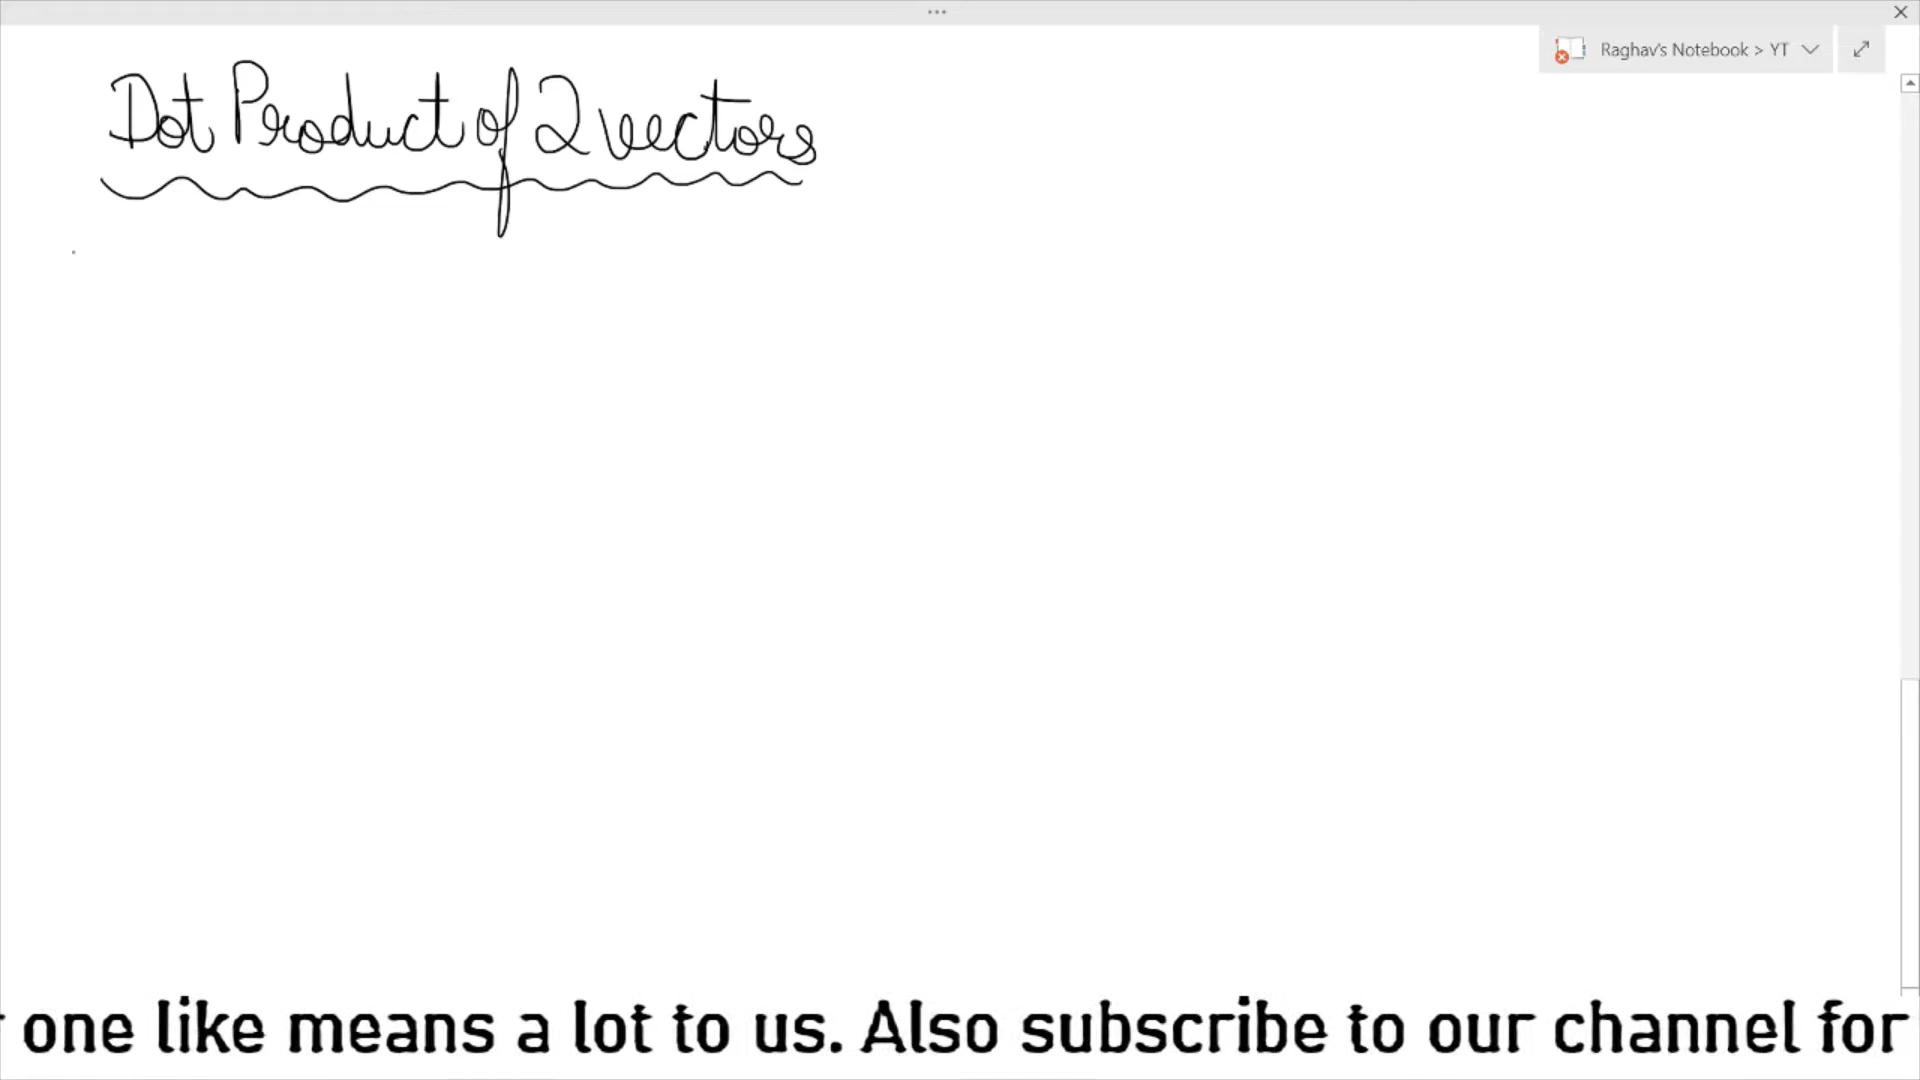 Raghav's Notebook > YT
Dot Product of 2 vectors
one like means a lot to us. Also subscribe to our channel for